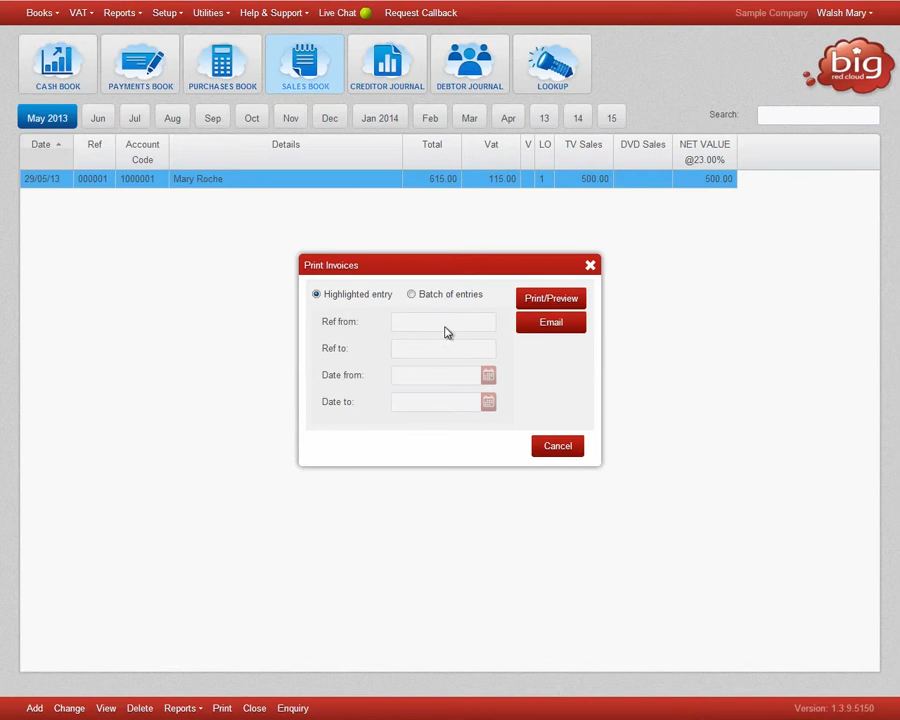 Books VAT Reports Setup Utilities Help & Support Live Chat Request Callback Sample Company Walsh Mary
CASH BOOK PAYMENTS BOOK PURCHASES BOOK SALES BOOK CREDITOR JOURNAL DEBTOR JOURNAL LOOKUP
big
red cloud
May 2013 Jun Jul Aug Sep Oct Nov Dec Jan 2014 Feb Mar Apr 13 14 15 Search:
Date Ref Account Code Details Total Vat V LO TV Sales DVD Sales NET VALUE @23.00%
29/05/13 000001 1000001 Mary Roche 615.00 115.00 1 500.00 500.00
Print Invoices
Highlighted entry Batch of entries Print/Preview
Ref from: Email
Ref to:
Date from:
Date to:
Cancel
Add Change View Delete Reports Print Close Enquiry Version: 1.3.9.5150